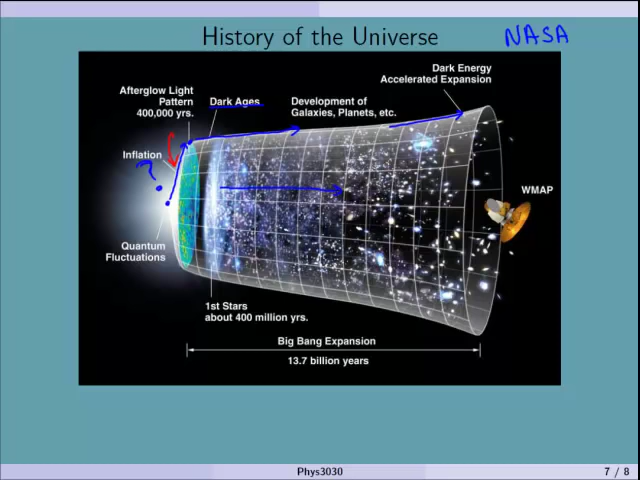 History of the Universe
NASA
Dark Energy
Accelerated Expansion
Afterglow Light
Pattern
400,000 yrs.
Dark Ages
Development of
Galaxies, Planets, etc.
Inflation
?
WMAP
Quantum
Fluctuations
1st Stars
about 400 million yrs.
Big Bang Expansion
13.7 billion years
Phys3030
7 / 8